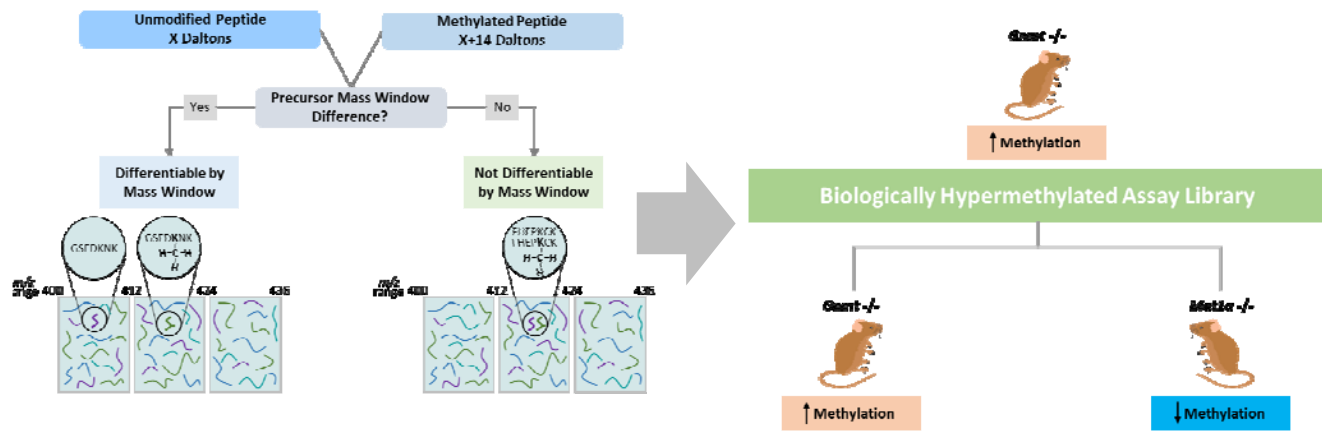 Unmodified Peptide
X Daltons
Methylated Peptide
X+14 Daltons
Precursor Mass Window
Difference?
Yes
No
Differentiable by
Mass Window
Not Differentiable
by Mass Window
GSFDKNK
GSFDKNK
H–C–H
H
H–C–H
H
m/z
range
400
412
424
436
m/z
range
400
412
424
436
Gnmt -/-
↑ Methylation
Biologically Hypermethylated Assay Library
Gnmt -/-
↑ Methylation
Mat1a -/-
↓ Methylation